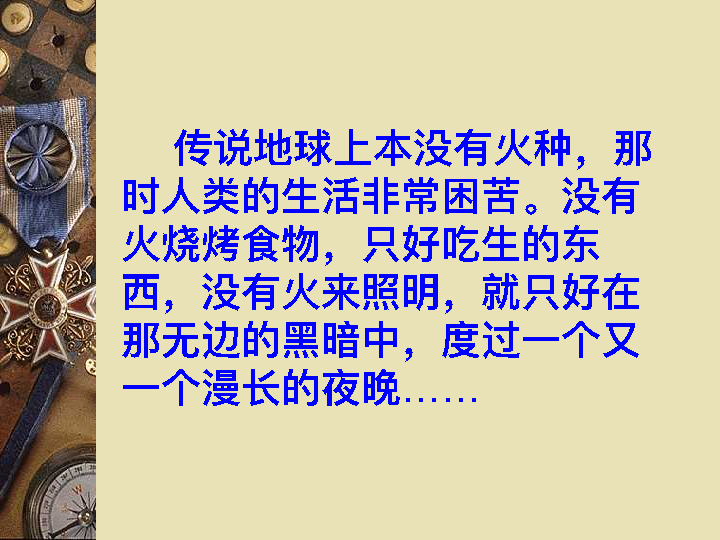 传说地球上本没有火种，那
时人类的生活非常困苦。没有
火烧烤食物，只好吃生的东
西，没有火来照明，就只好在
那无边的黑暗中，度过一个又
一个漫长的夜晚……